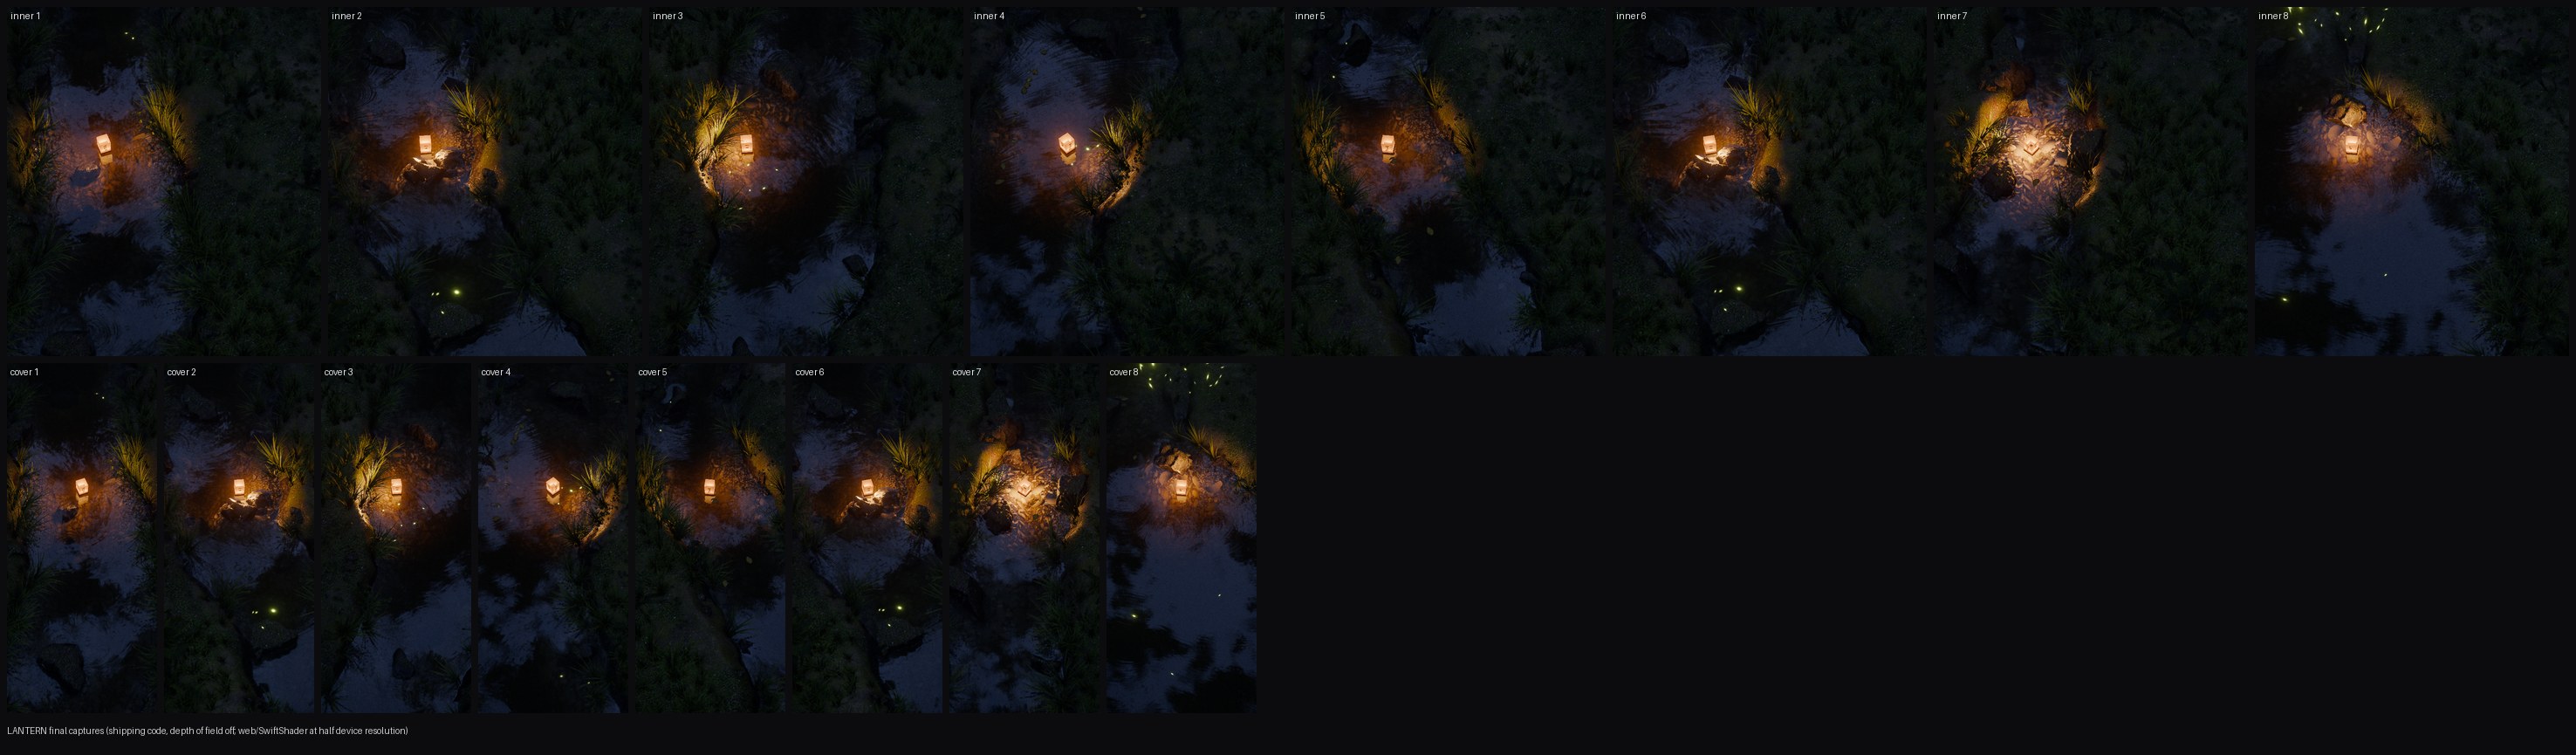 inner 1
inner 2
inner 3
inner 4
inner 5
inner 6
inner 7
inner 8
cover 1
cover 2
cover 3
cover 4
cover 5
cover 6
cover 7
cover 8
LANTERN final captures (shipping code, depth of field off, web/SwiftShader at half device resolution)